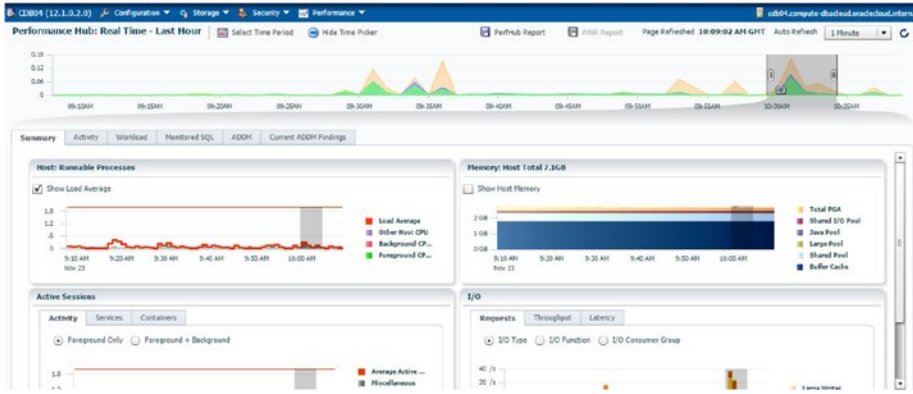 CDB04 (12.1.0.2.0) Configuration Storage Security Performance cdb04.compute-dbacloud.oraclecloud.intern
Performance Hub: Real Time - Last Hour Select Time Period Hide Time Picker PerfHub Report AWR Report Page Refreshed 10:09:02 AM GMT Auto Refresh 1 Minute
0.18
0.12
0.06
0
09:10AM 09:15AM 09:20AM 09:25AM 09:30AM 09:35AM 09:40AM 09:45AM 09:50AM 09:55AM 10:00AM 10:05AM
Summary Activity Workload Monitored SQL ADDM Current ADDM Findings
Host: Runnable Processes
Show Load Average
1.8
1.2
.6
0
9:10 AM 9:20 AM 9:30 AM 9:40 AM 9:50 AM 10:00 AM
Nov 23
Load Average
Other Host CPU
Background CP...
Foreground CP...
Memory: Host Total 7.1GB
Show Host Memory
2 GB
1 GB
0 GB
9:10 AM 9:20 AM 9:30 AM 9:40 AM 9:50 AM 10:00 AM
Nov 23
Total PGA
Shared I/O Pool
Java Pool
Large Pool
Shared Pool
Buffer Cache
Active Sessions
Activity Services Containers
Foreground Only Foreground + Background
1.8
Average Active ...
Miscellaneous
I/O
Requests Throughput Latency
I/O Type I/O Function I/O Consumer Group
40 /s
30 /s
Large Writes